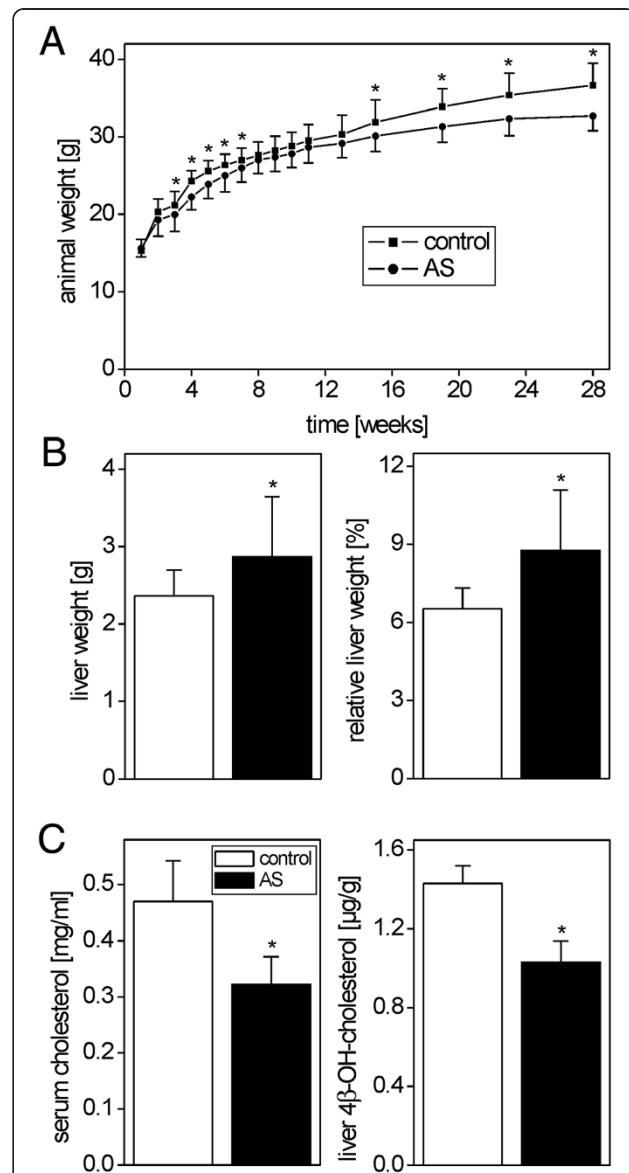 A
animal weight [g]
40
30
20
10
0
* * * * * * * * *
control
AS
0 4 8 12 16 20 24 28
time [weeks]
B
liver weight [g]
4
3
2
1
0
*
relative liver weight [%]
12
9
6
3
0
*
C
serum cholesterol [mg/ml]
0.5
0.4
0.3
0.2
0.1
0.0
control
AS
*
liver 4β-OH-cholesterol [µg/g]
1.6
1.2
0.8
0.4
0.0
*